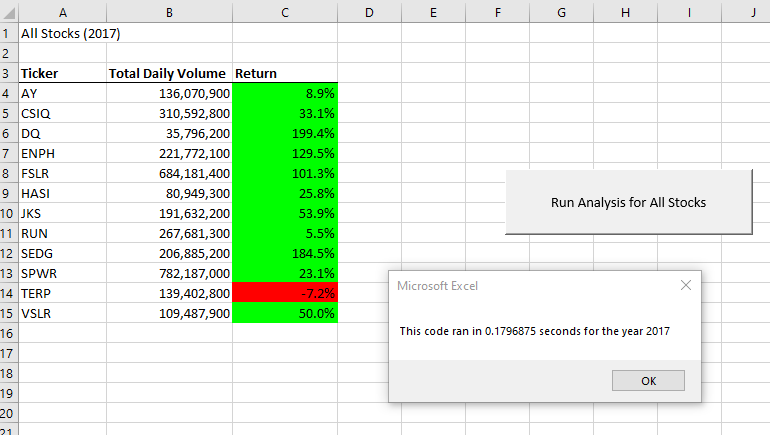 A B C D E F G H I J
1 All Stocks (2017)
2
3 Ticker Total Daily Volume Return
4 AY 136,070,900 8.9%
5 CSIQ 310,592,800 33.1%
6 DQ 35,796,200 199.4%
7 ENPH 221,772,100 129.5%
8 FSLR 684,181,400 101.3%
9 HASI 80,949,300 25.8%
Run Analysis for All Stocks
10 JKS 191,632,200 53.9%
11 RUN 267,681,300 5.5%
12 SEDG 206,885,200 184.5%
13 SPWR 782,187,000 23.1%
14 TERP 139,402,800 -7.2%
15 VSLR 109,487,900 50.0%
16
17
18
19
20
21
Microsoft Excel
This code ran in 0.1796875 seconds for the year 2017
OK